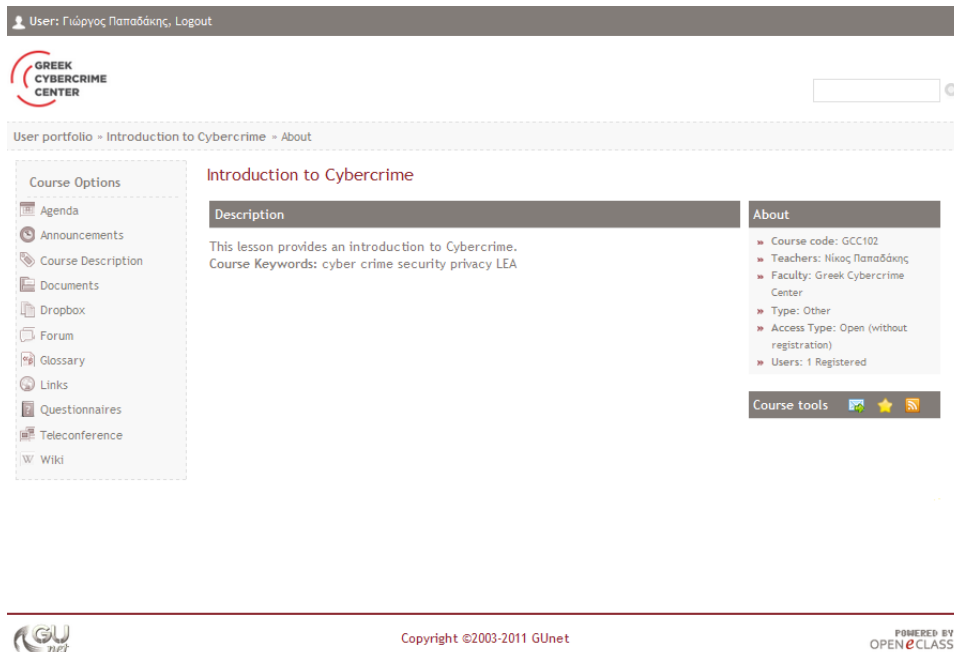 User: Γιώργος Παπαδάκης, Logout
GREEK
CYBERCRIME
CENTER
User portfolio » Introduction to Cybercrime » About
Course Options
Agenda
Announcements
Course Description
Documents
Dropbox
Forum
Glossary
Links
Questionnaires
Teleconference
W Wiki
Introduction to Cybercrime
Description
This lesson provides an introduction to Cybercrime.
Course Keywords: cyber crime security privacy LEA
About
» Course code: GCC102
» Teachers: Νίκος Παπαδάκης
» Faculty: Greek Cybercrime
Center
» Type: Other
» Access Type: Open (without
registration)
» Users: 1 Registered
Course tools
GU
net
Copyright ©2003-2011 GUnet
POWERED BY
OPEN eCLASS